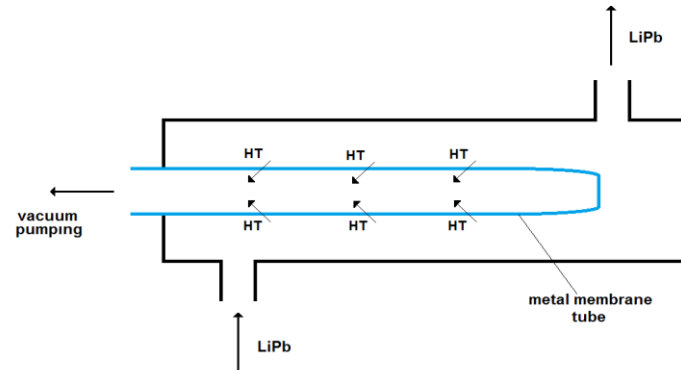 LiPb
HT HT HT
vacuum
pumping
HT HT HT
metal membrane
tube
LiPb